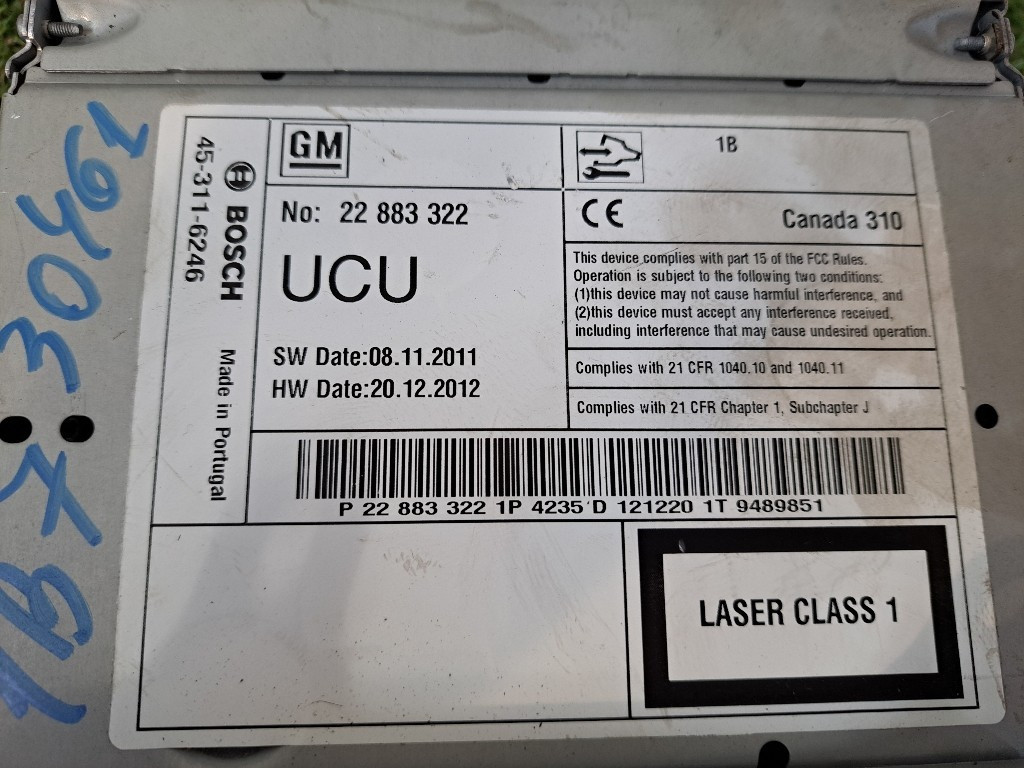 GM
1B
No: 22 883 322
CE
Canada 310
UCU
This device complies with part 15 of the FCC Rules.
Operation is subject to the following two conditions:
(1)this device may not cause harmful interference, and
(2)this device must accept any interference received,
including interference that may cause undesired operation.
SW Date:08.11.2011
HW Date:20.12.2012
Complies with 21 CFR 1040.10 and 1040.11
Complies with 21 CFR Chapter 1, Subchapter J
BOSCH
Made in Portugal
45-311-6246
P 22 883 322 1P 4235 D 121220 1T 9489851
LASER CLASS 1